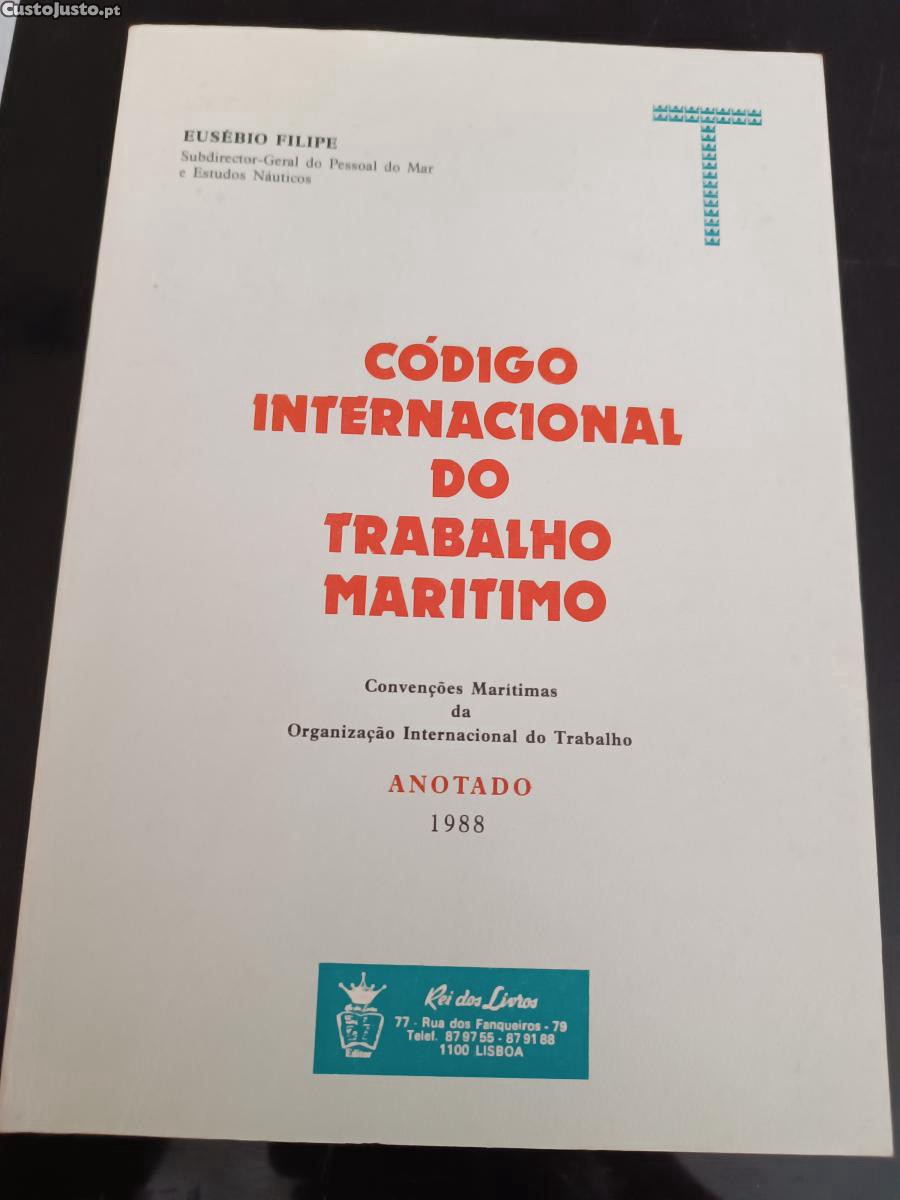 CustoJusto.pt
EUSÉBIO FILIPE
Subdirector-Geral do Pessoal do Mar
e Estudos Náuticos
T
CÓDIGO
INTERNACIONAL
DO
TRABALHO
MARITIMO
Convenções Marítimas
da
Organização Internacional do Trabalho
ANOTADO
1988
Rei dos Livros
77 - Rua dos Fanqueiros - 79
Telef. 87 97 55 - 87 91 88
1100 LISBOA
Editor